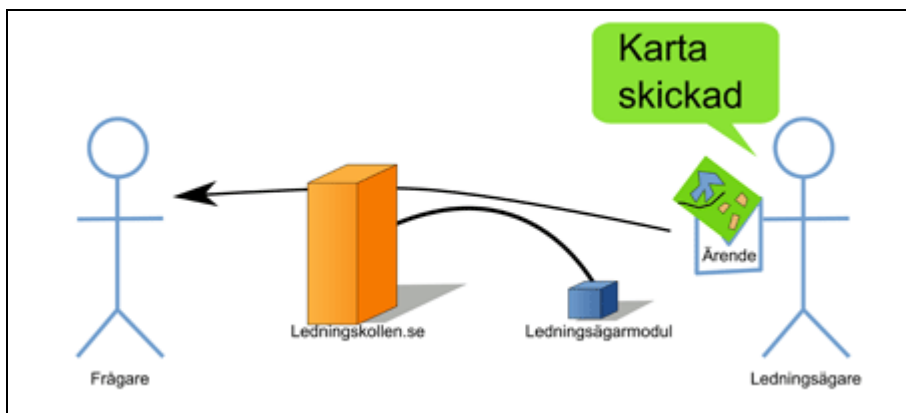 Karta
skickad
Ärende
Ledningskollen.se
Ledningsägarmodul
Frågare
Ledningsägare